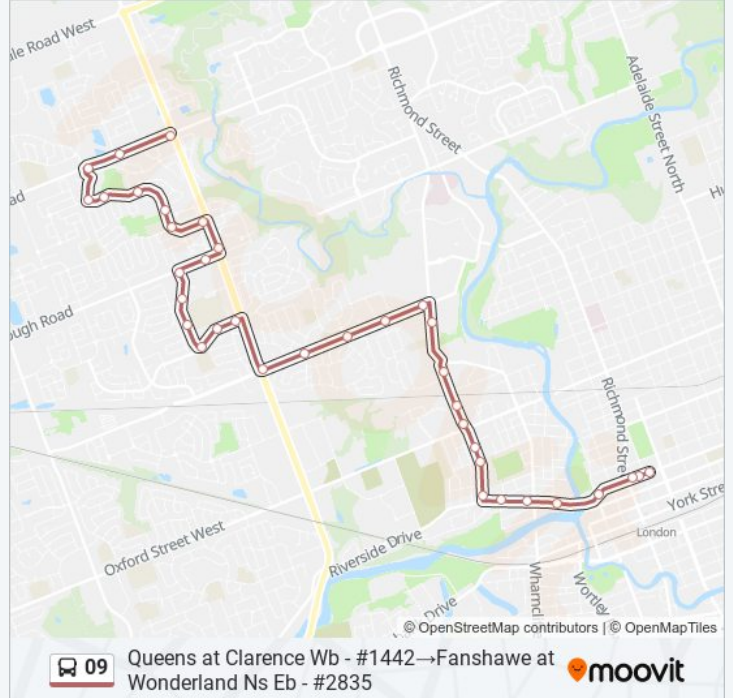 ale Road West
Richmond Street
Adelaide Street North
ad
ough Road
Richmond Stre
York Stre
Oxford Street West
Riverside Drive
London
Wharncl
Wortley
Drive
© OpenStreetMap contributors | © OpenMapTiles
09
Queens at Clarence Wb - #1442→Fanshawe at
Wonderland Ns Eb - #2835
moovit